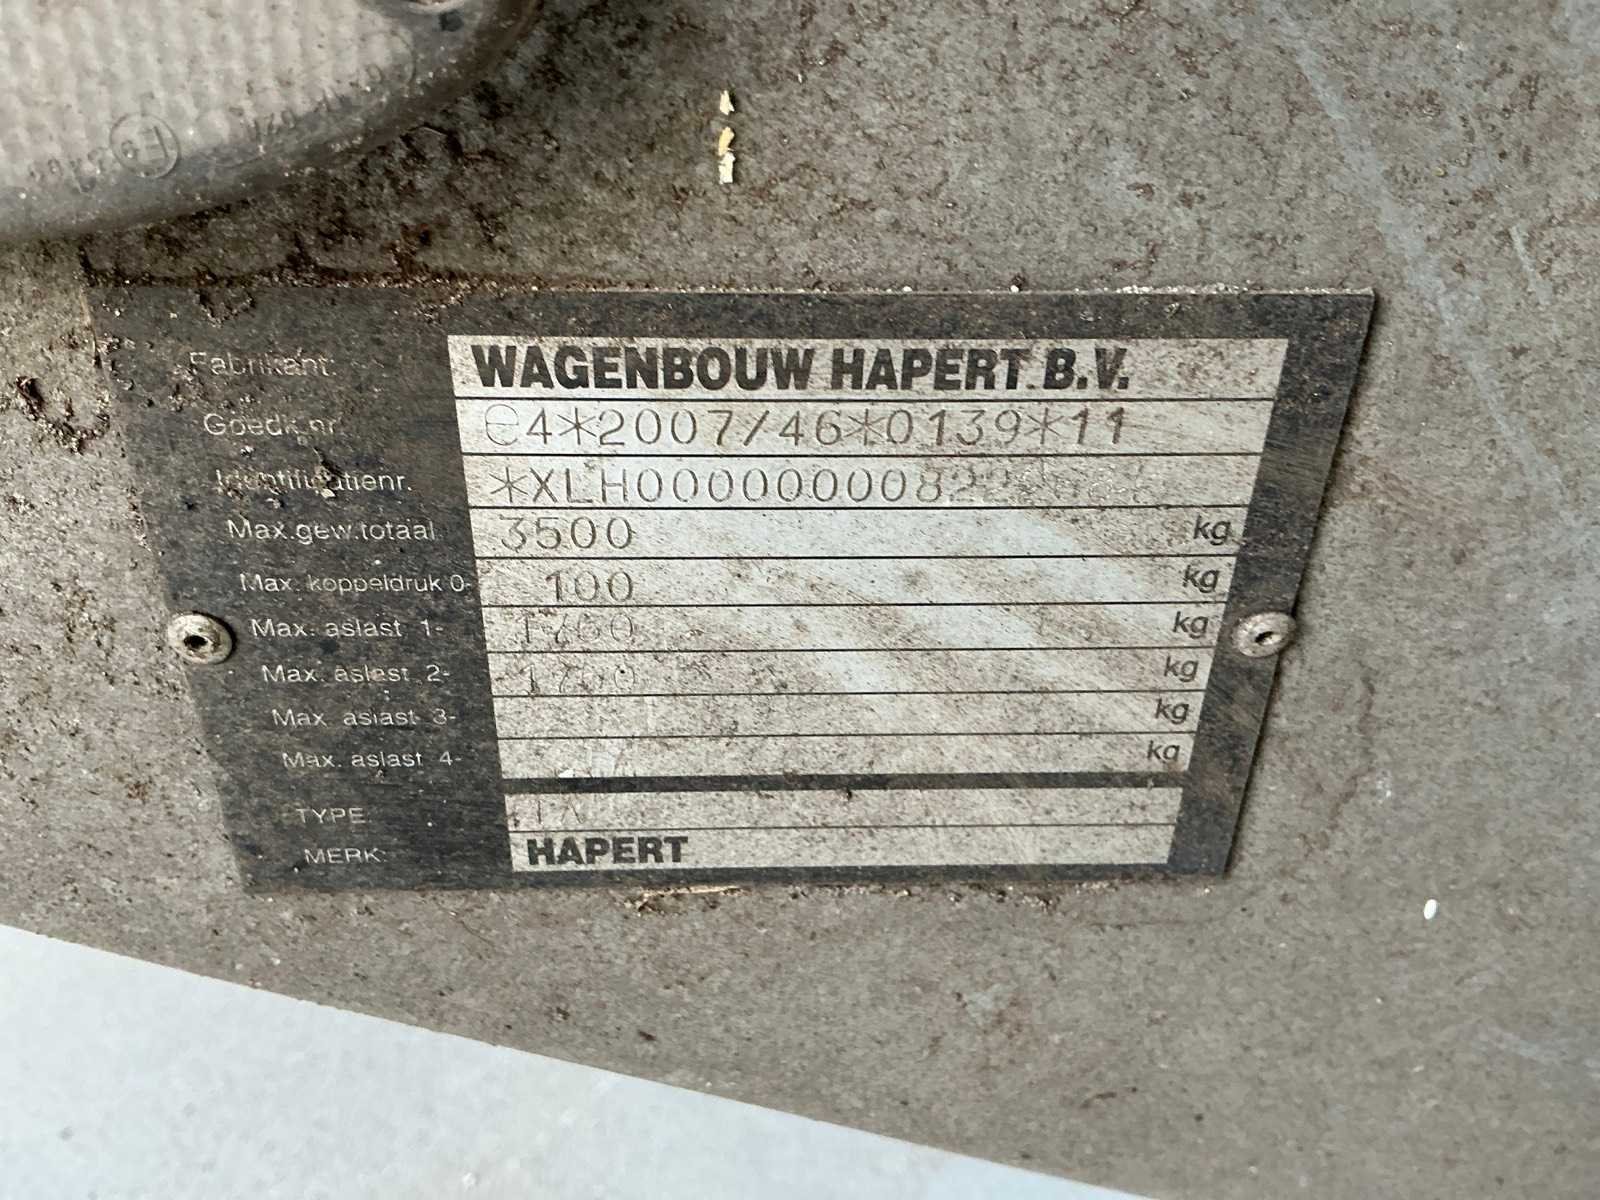 Fabrikant: WAGENBOUW HAPERT B.V.
Goedk.nr. e4*2007/46*0139*11
Identificatienr.
Max.gew.totaal 3500 kg
Max. koppeldruk 0- 100 kg
Max. aslast 1- 1750 kg
Max. aslast 2- 1750 kg
Max. aslast 3- kg
Max. aslast 4- kg
TYPE:
MERK: HAPERT